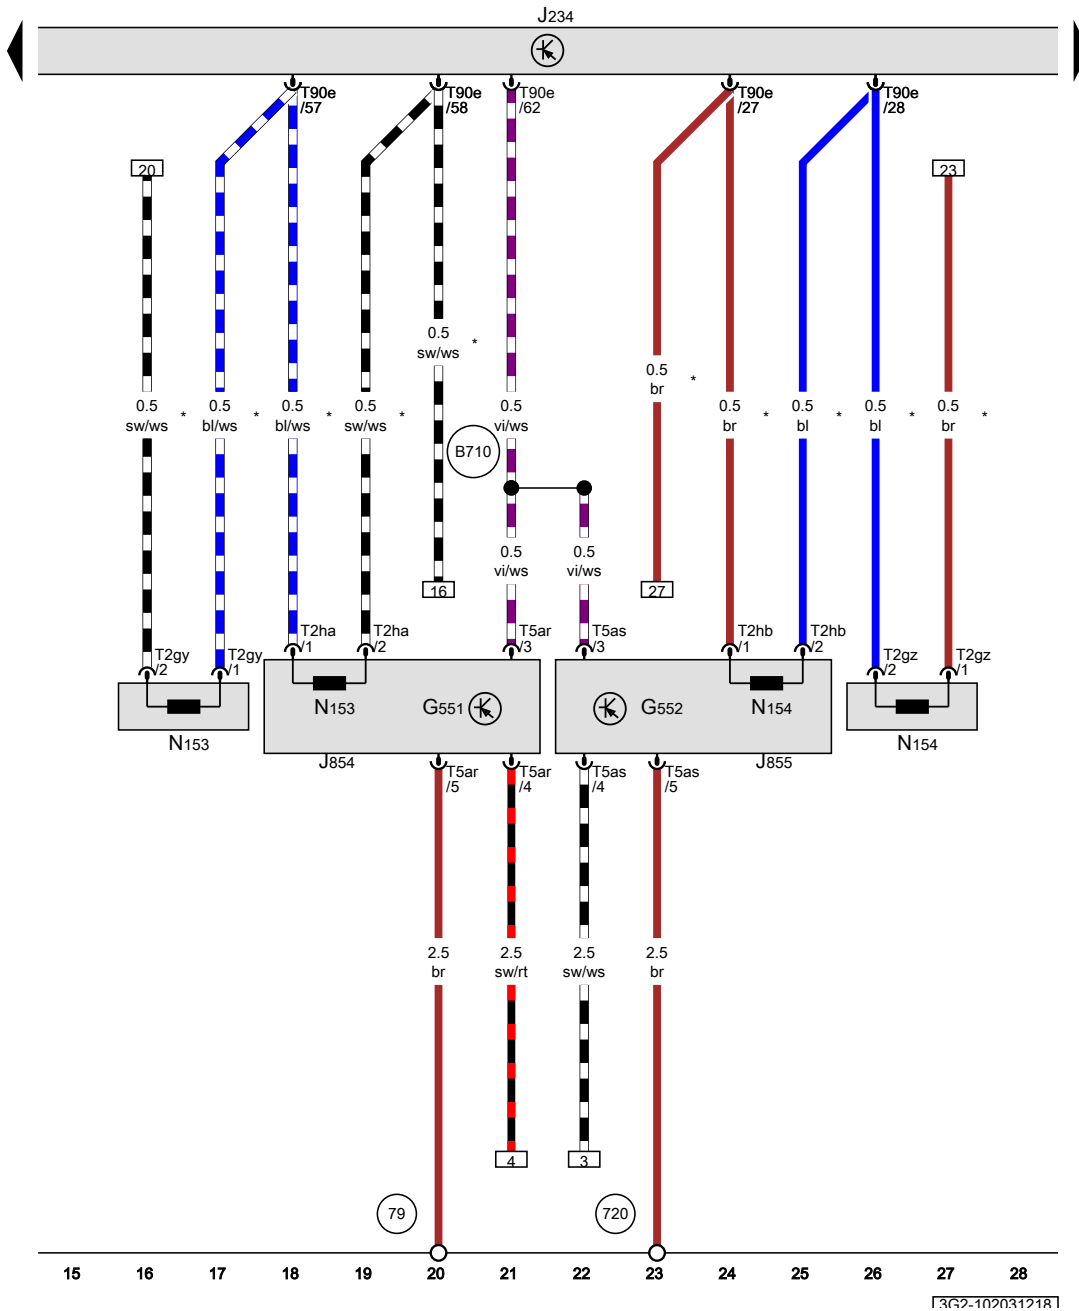 J234
T90e
/57
T90e
/58
T90e
/62
T90e
/27
T90e
/28
20
23
0.5
sw/ws
*
0.5
br
*
0.5
sw/ws
*
0.5
bl/ws
*
0.5
bl/ws
*
0.5
sw/ws
*
0.5
vi/ws
0.5
br
*
0.5
bl
*
0.5
bl
*
0.5
br
*
B710
0.5
vi/ws
0.5
vi/ws
16
27
T2gy
/2
T2gy
/1
T2ha
/1
T2ha
/2
T5ar
/3
T5as
/3
T2hb
/1
T2hb
/2
T2gz
/2
T2gz
/1
N153
G551
G552
N154
N153
N154
J854
J855
T5ar
/5
T5ar
/4
T5as
/4
T5as
/5
2.5
br
2.5
sw/rt
2.5
sw/ws
2.5
br
4
3
79
720
15 16 17 18 19 20 21 22 23 24 25 26 27 28
3G2-102031218